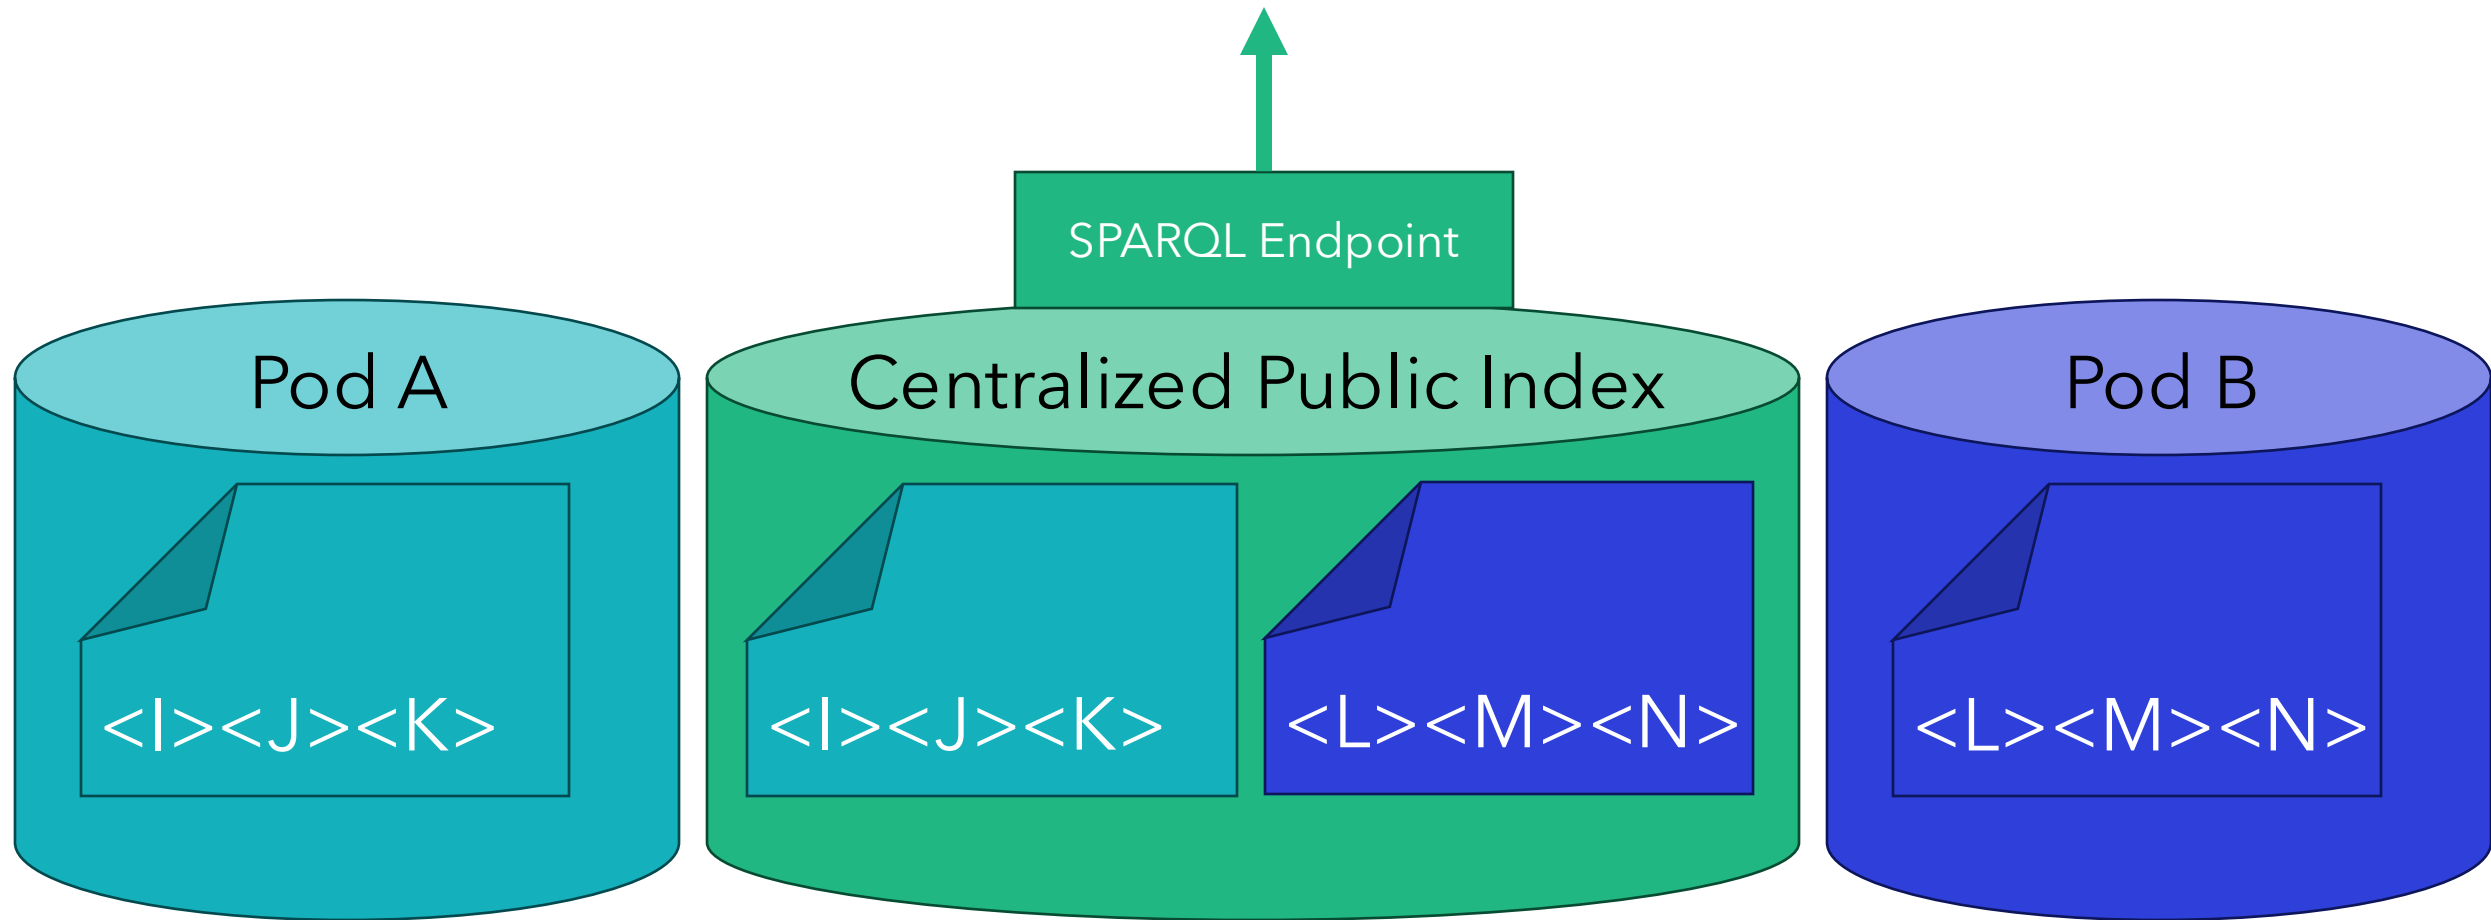 SPARQL Endpoint
Pod A
Centralized Public Index
Pod B
<I><J><K>
<I><J><K>
<L><M><N>
<L><M><N>